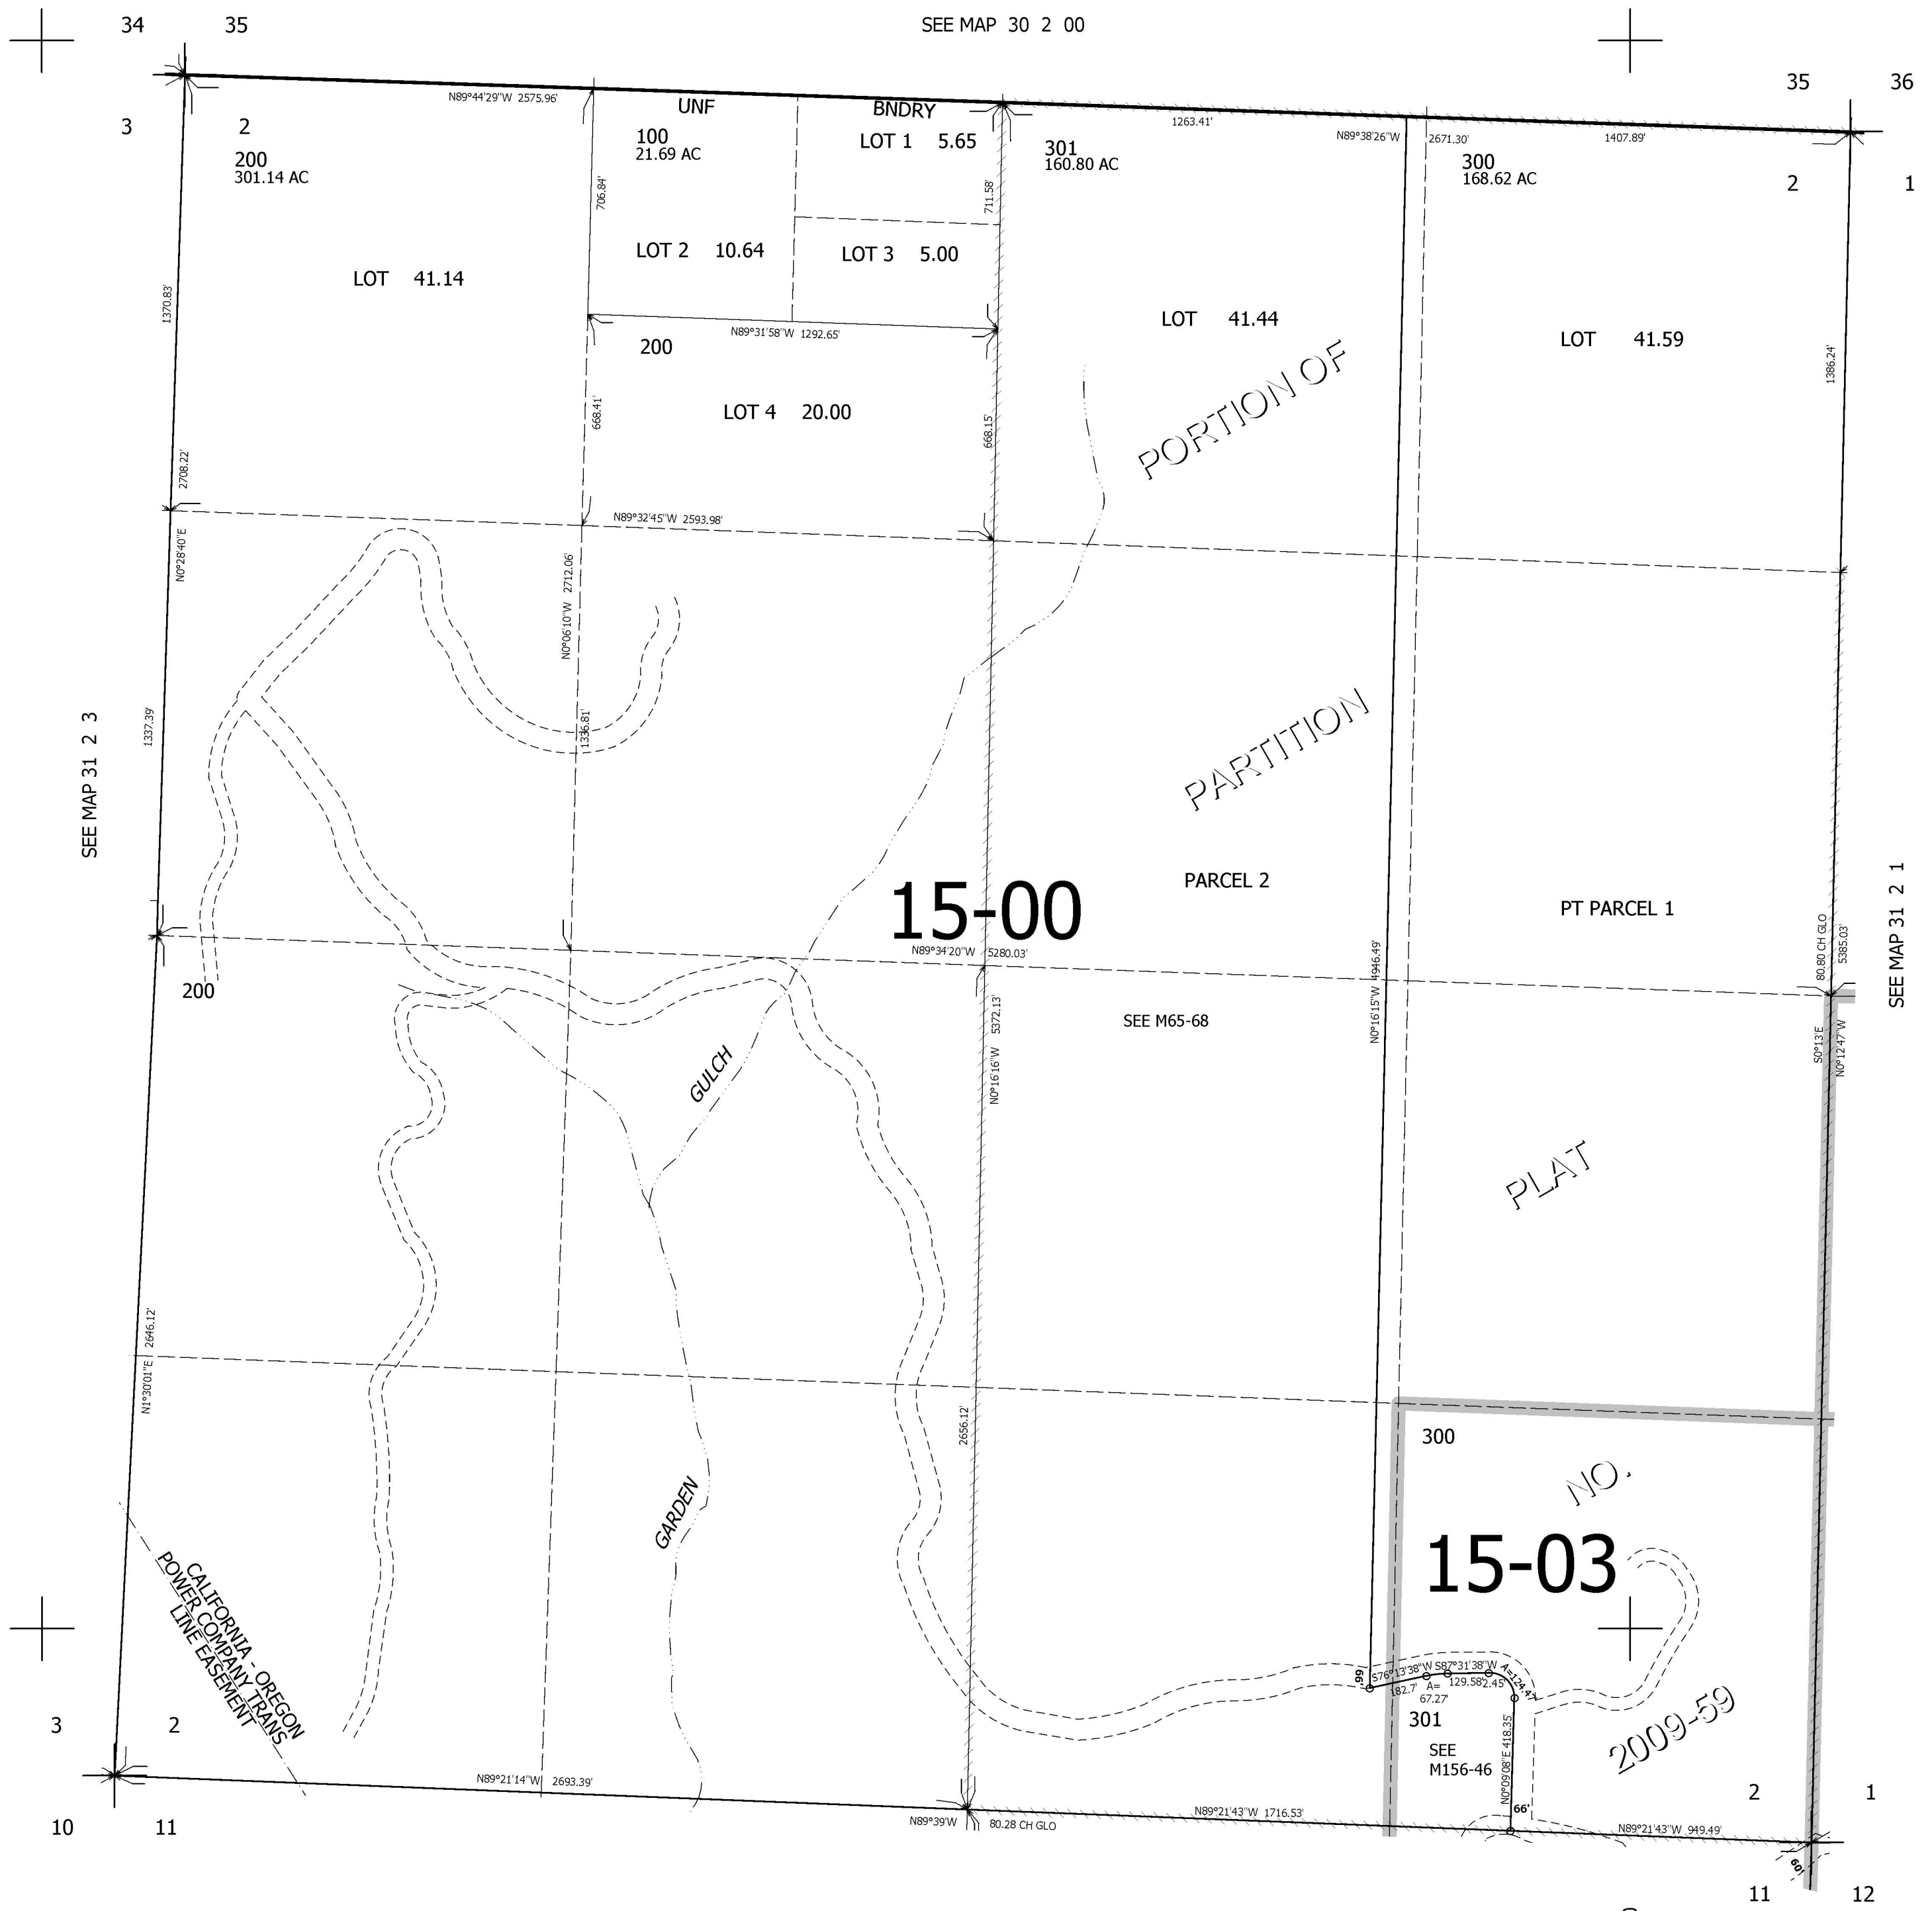 34 35
SEE MAP 30 2 00
35 36
3 2
2 1
N89°44'29"W 2575.96'
UNF BNDRY
1263.41'
N89°38'26"W 2671.30'
1407.89'
200
301.14 AC
100
21.69 AC
LOT 1 5.65
301
160.80 AC
300
168.62 AC
706.84'
711.58'
LOT 2 10.64
LOT 3 5.00
LOT 41.14
LOT 41.44
LOT 41.59
1370.83'
1386.24'
N89°31'58"W 1292.65'
200
PORTION OF
LOT 4 20.00
668.41'
668.15'
2708.22'
N0°28'40"E
N89°32'45"W 2593.98'
N0°06'10"W 2712.06'
1336.81'
1337.39'
SEE MAP 31 2 3
PARTITION
15-00
PARCEL 2
PT PARCEL 1
80.80 CH GLO
5385.03'
SEE MAP 31 2 1
N89°34'20"W 5280.03'
4946.49'
N0°16'15"W
200
SEE M65-68
N0°16'16"W 5372.13'
S0°13'E
N0°12'47"W
GULCH
PLAT
N1°30'01"E 2646.12'
2656.12'
300
NO.
GARDEN
15-03
CALIFORNIA - OREGON
POWER COMPANY TRANS
LINE EASEMENT
66'
S76°13'38"W S87°31'38"W
A=124.47'
182.7' A= 129.58' 2.45'
67.27'
301
SEE
M156-46
N0°09'08"E 418.35'
66'
2009-59
3 2
2 1
N89°21'14"W 2693.39'
N89°21'43"W 1716.53'
N89°39'W 80.28 CH GLO
N89°21'43"W 949.49'
60'
10 11
11 12